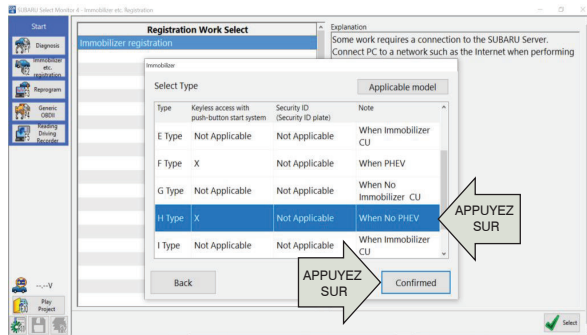 SUBARU Select Monitor 4 - Immobilizer etc. Registration
Start
Diagnosis
Immobilizer
etc.
registration
Reprogram
Generic
OBDII
Reading
Driving
Recorder
--.--V
Play
Project
Registration Work Select
Immobilizer registration
Explanation
Some work requires a connection to the SUBARU Server.
Connect PC to a network such as the Internet when performing
Immobilizer
Select Type
Applicable model
Type
Keyless access with
push-button start system
Security ID
(Security ID plate)
Note
E Type Not Applicable Not Applicable When Immobilizer
CU
F Type X Not Applicable When PHEV
G Type Not Applicable Not Applicable When No
Immobilizer CU
H Type X Not Applicable When No PHEV
I Type Not Applicable Not Applicable When Immobilizer
CU
APPUYEZ
SUR
Back
APPUYEZ
SUR
Confirmed
Select